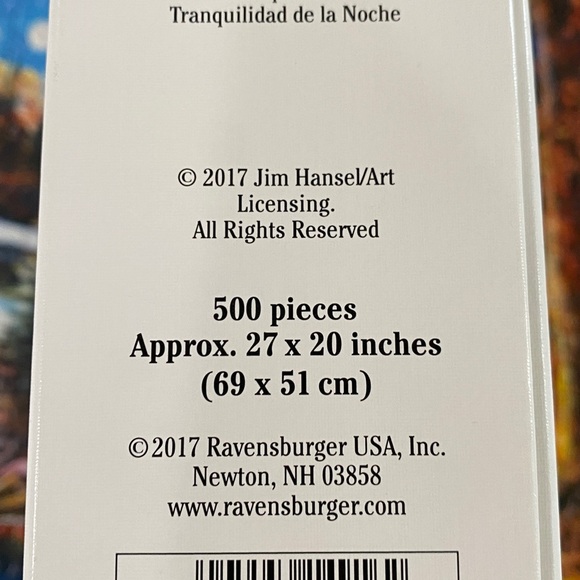 Tranquilidad de la Noche
© 2017 Jim Hansel/Art
Licensing.
All Rights Reserved
500 pieces
Approx. 27 x 20 inches
(69 x 51 cm)
©2017 Ravensburger USA, Inc.
Newton, NH 03858
www.ravensburger.com